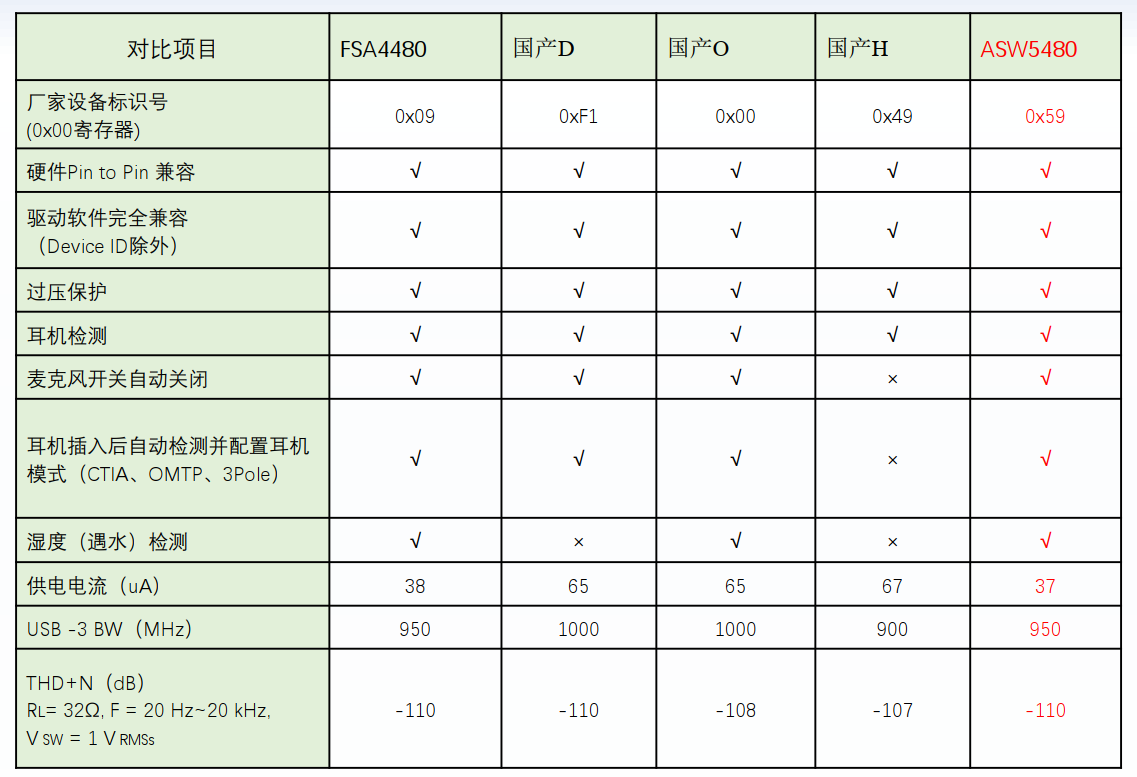 对比项目 FSA4480 国产D 国产O 国产H ASW5480
厂家设备标识号
(0x00寄存器) 0x09 0xF1 0x00 0x49 0x59
硬件Pin to Pin 兼容 √ √ √ √ √
驱动软件完全兼容
（Device ID除外） √ √ √ √ √
过压保护 √ √ √ √ √
耳机检测 √ √ √ √ √
麦克风开关自动关闭 √ √ √ × √
耳机插入后自动检测并配置耳机
模式（CTIA、OMTP、3Pole） √ √ √ × √
湿度（遇水）检测 √ × √ × √
供电电流（uA） 38 65 65 67 37
USB -3 BW（MHz） 950 1000 1000 900 950
THD+N（dB）
RL= 32Ω, F = 20 Hz~20 kHz, -110 -110 -108 -107 -110
V SW = 1 V RMSs